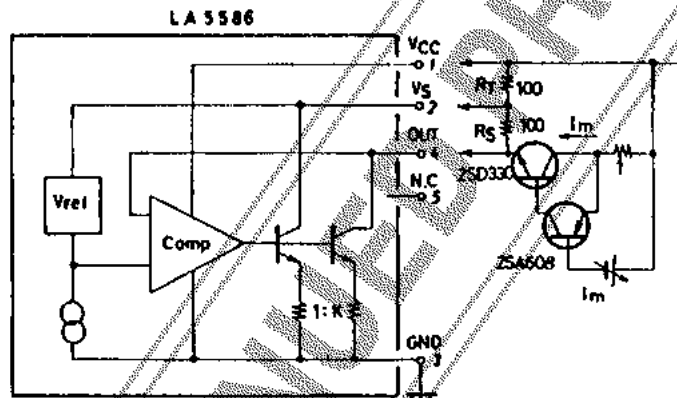 LA5586
VCC
1
RT
100
VS
2
RS
100
Im
OUT
4
2SD330
N.C
5
Vref
Comp
2SA608
Im
1:K
GND
3